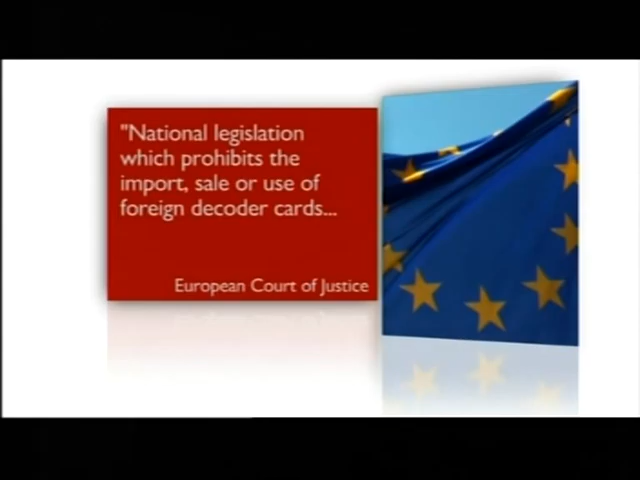 "National legislation
which prohibits the
import, sale or use of
foreign decoder cards...
European Court of Justice